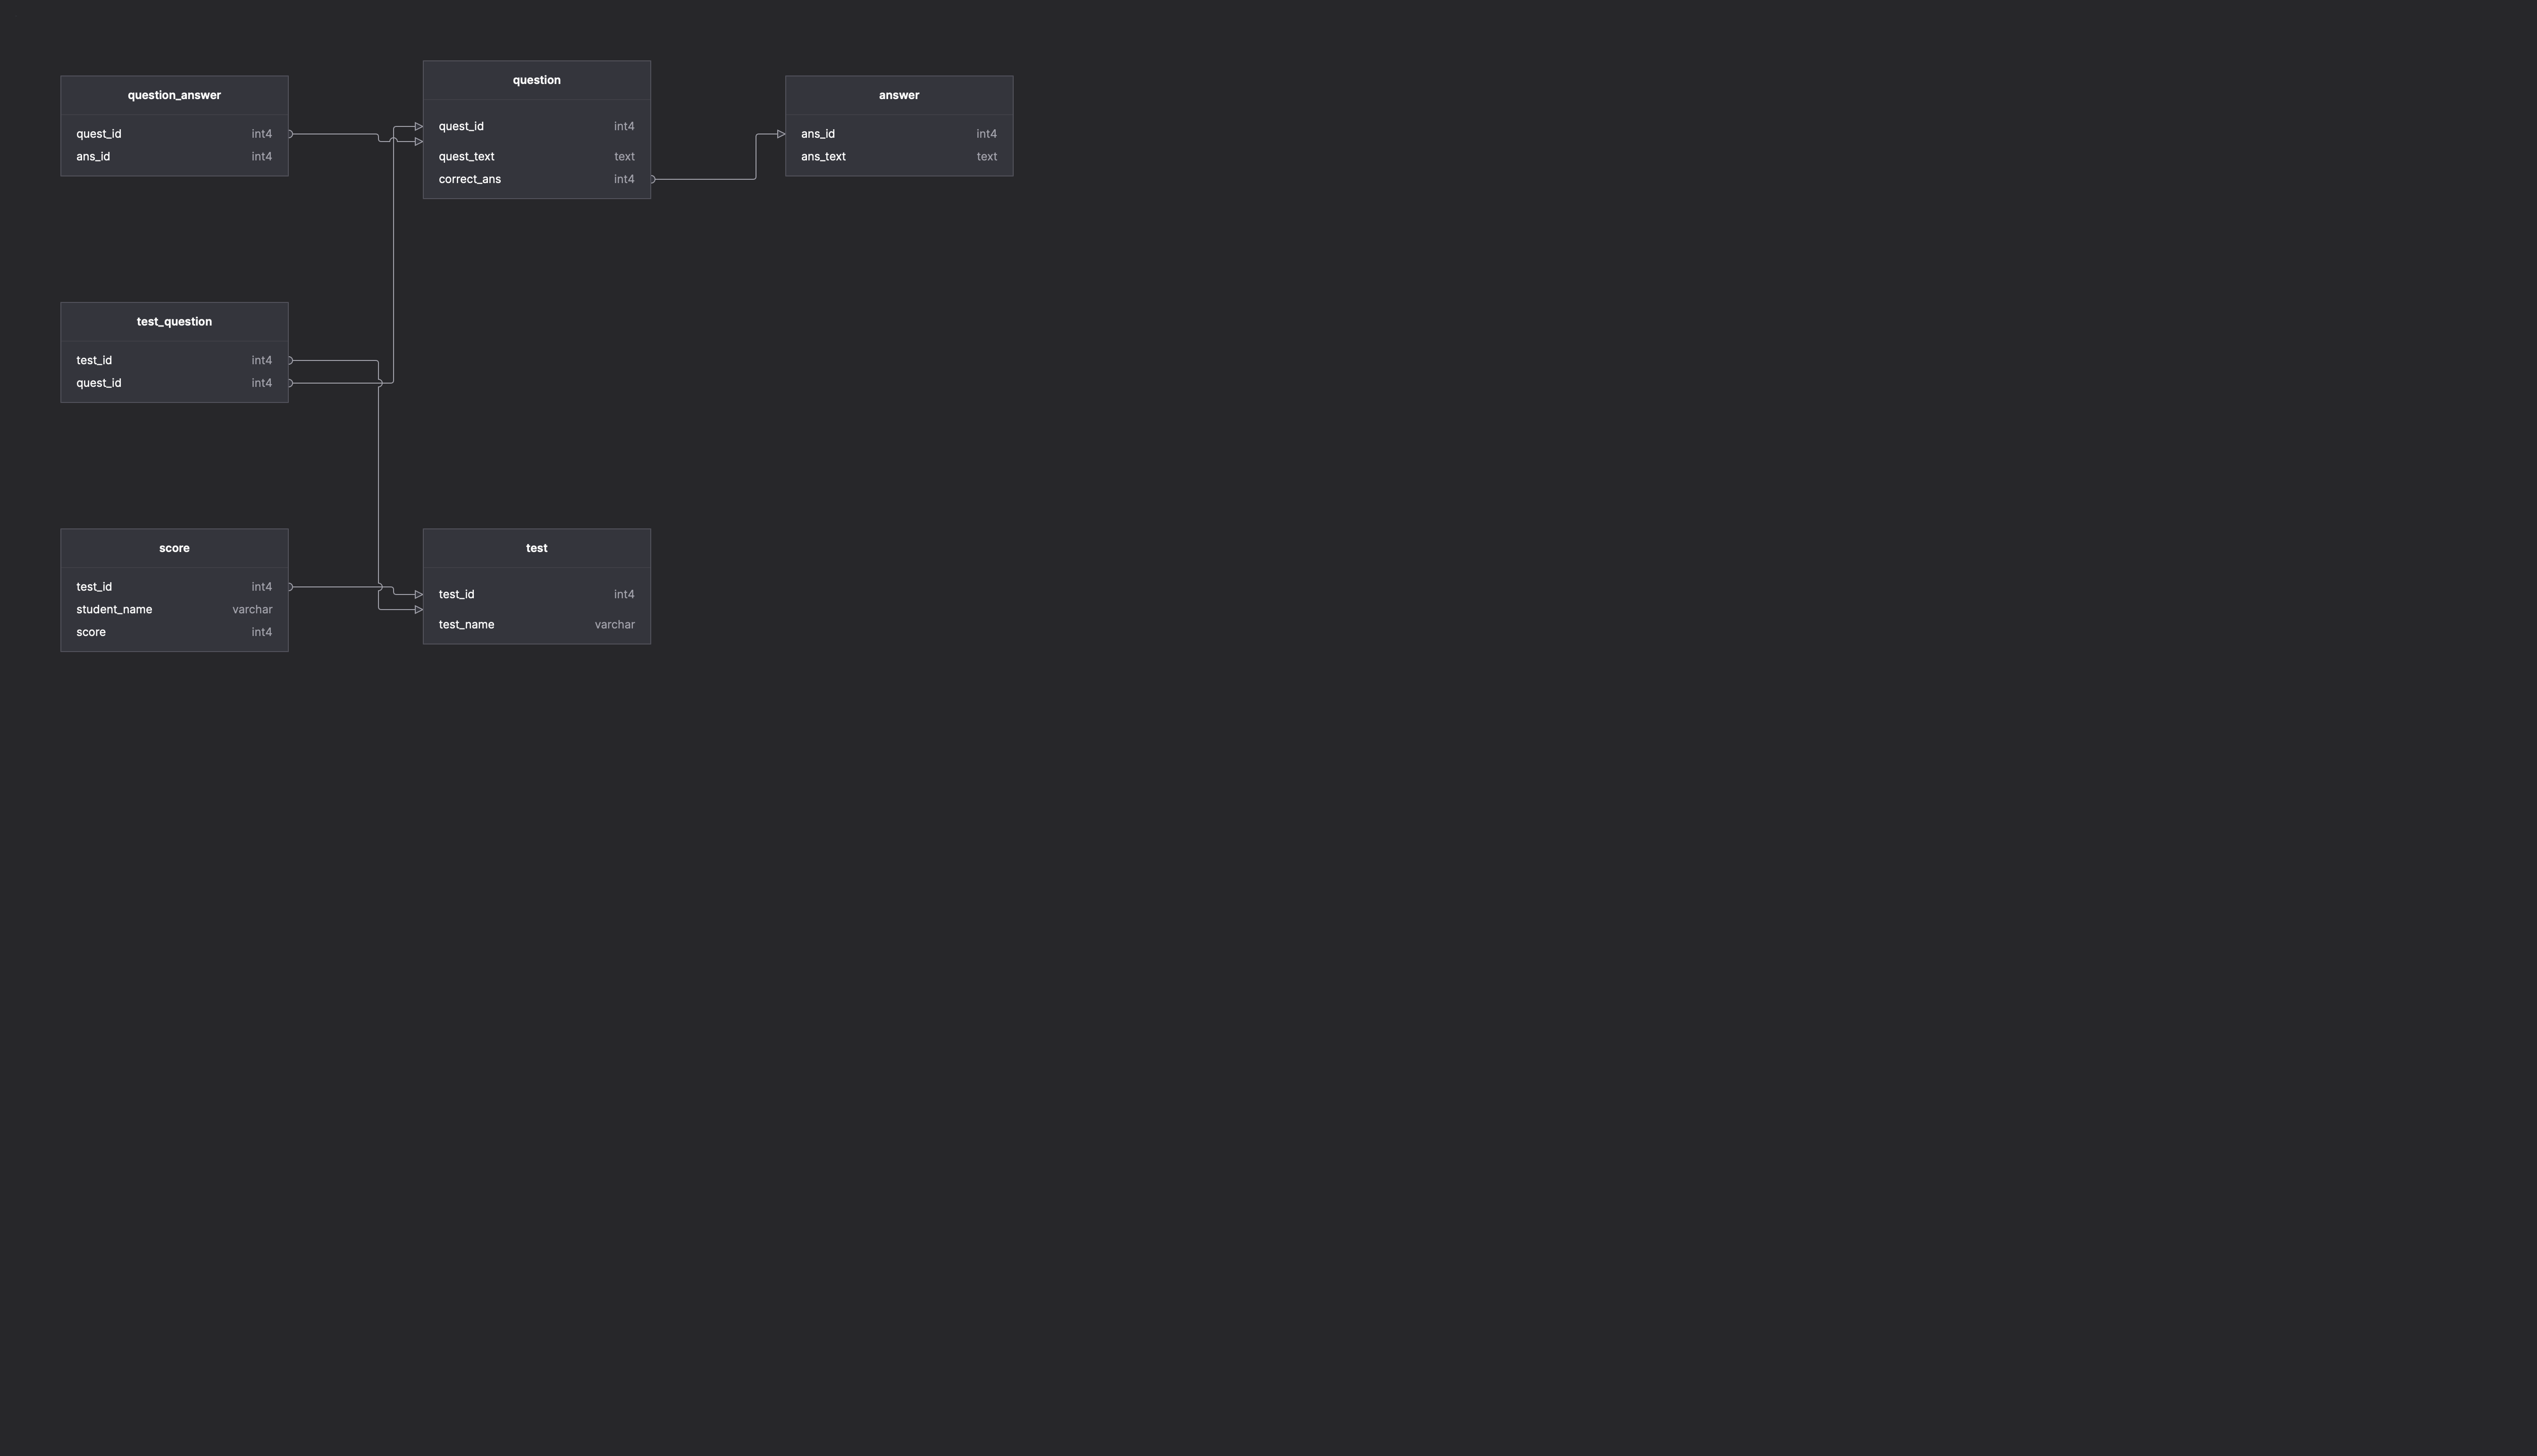 question_answer
quest_id int4
ans_id int4
question
quest_id int4
quest_text text
correct_ans int4
answer
ans_id int4
ans_text text
test_question
test_id int4
quest_id int4
score
test_id int4
student_name varchar
score int4
test
test_id int4
test_name varchar